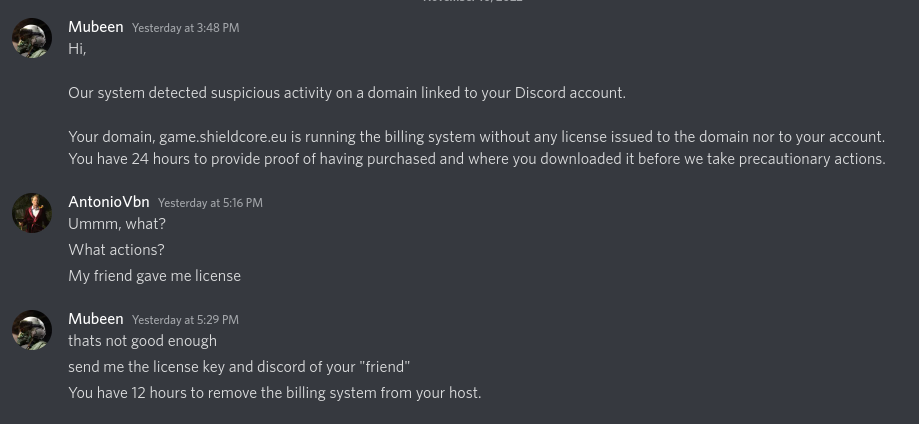 Mubeen Yesterday at 3:48 PM
Hi,
Our system detected suspicious activity on a domain linked to your Discord account.
Your domain, game.shieldcore.eu is running the billing system without any license issued to the domain nor to your account.
You have 24 hours to provide proof of having purchased and where you downloaded it before we take precautionary actions.
AntonioVbn Yesterday at 5:16 PM
Ummm, what?
What actions?
My friend gave me license
Mubeen Yesterday at 5:29 PM
thats not good enough
send me the license key and discord of your "friend"
You have 12 hours to remove the billing system from your host.